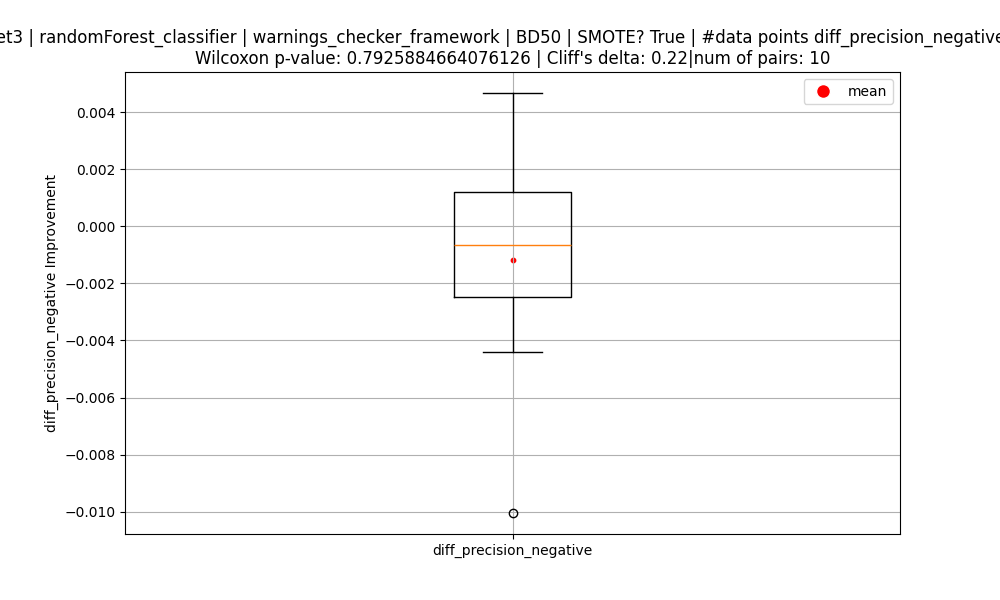 et3 | randomForest_classifier | warnings_checker_framework | BD50 | SMOTE? True | #data points diff_precision_negative
Wilcoxon p-value: 0.7925884664076126 | Cliff's delta: 0.22|num of pairs: 10
mean
0.004
0.002
0.000
−0.002
−0.004
−0.006
−0.008
−0.010
diff_precision_negative Improvement
diff_precision_negative